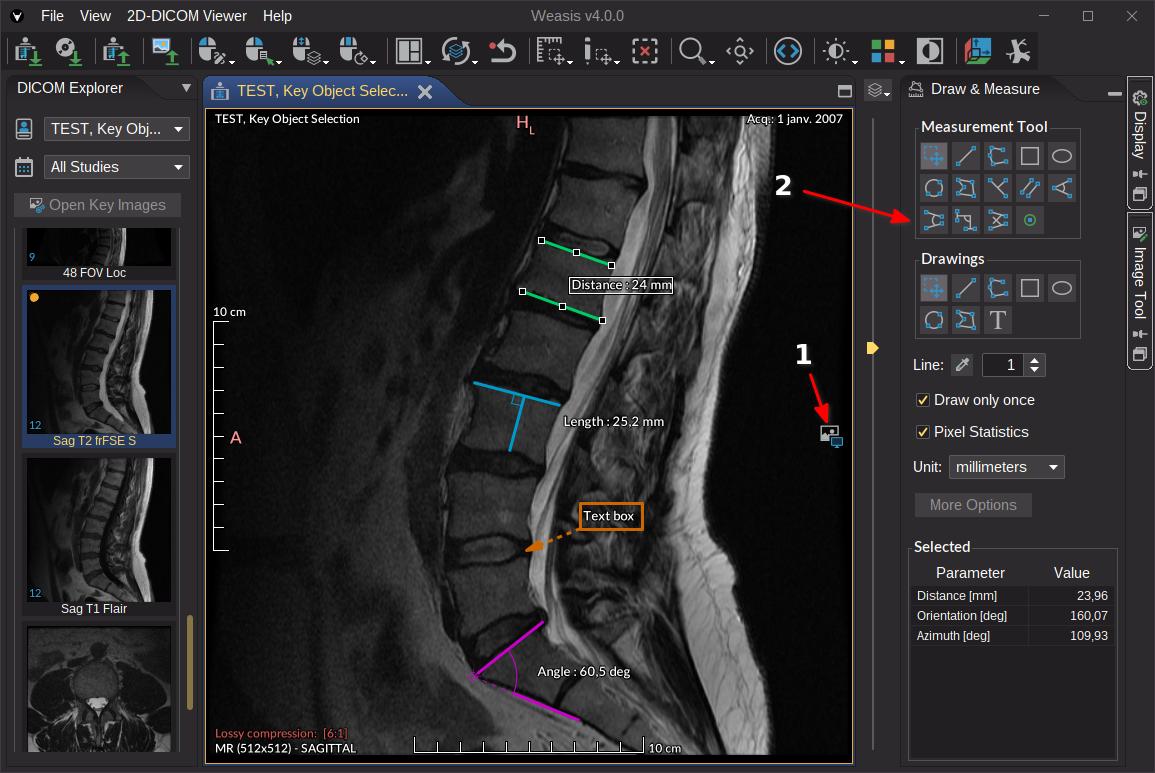 File View 2D-DICOM Viewer Help Weasis v4.0.0
DICOM Explorer
TEST, Key Obj...
All Studies
Open Key Images
9
48 FOV Loc
12
Sag T2 frFSE S
12
Sag T1 Flair
TEST, Key Object Selec...
TEST, Key Object Selection
H L
Acq.: 1 janv. 2007
10 cm
A
Distance : 24 mm
Length : 25,2 mm
Text box
Angle : 60,5 deg
Lossy compression: [6:1]
MR (512x512) - SAGITTAL
10 cm
1
2
Draw & Measure
Measurement Tool
Drawings
T
Line: 1
Draw only once
Pixel Statistics
Unit: millimeters
More Options
Selected
Parameter Value
Distance [mm] 23,96
Orientation [deg] 160,07
Azimuth [deg] 109,93
Display
Image Tool